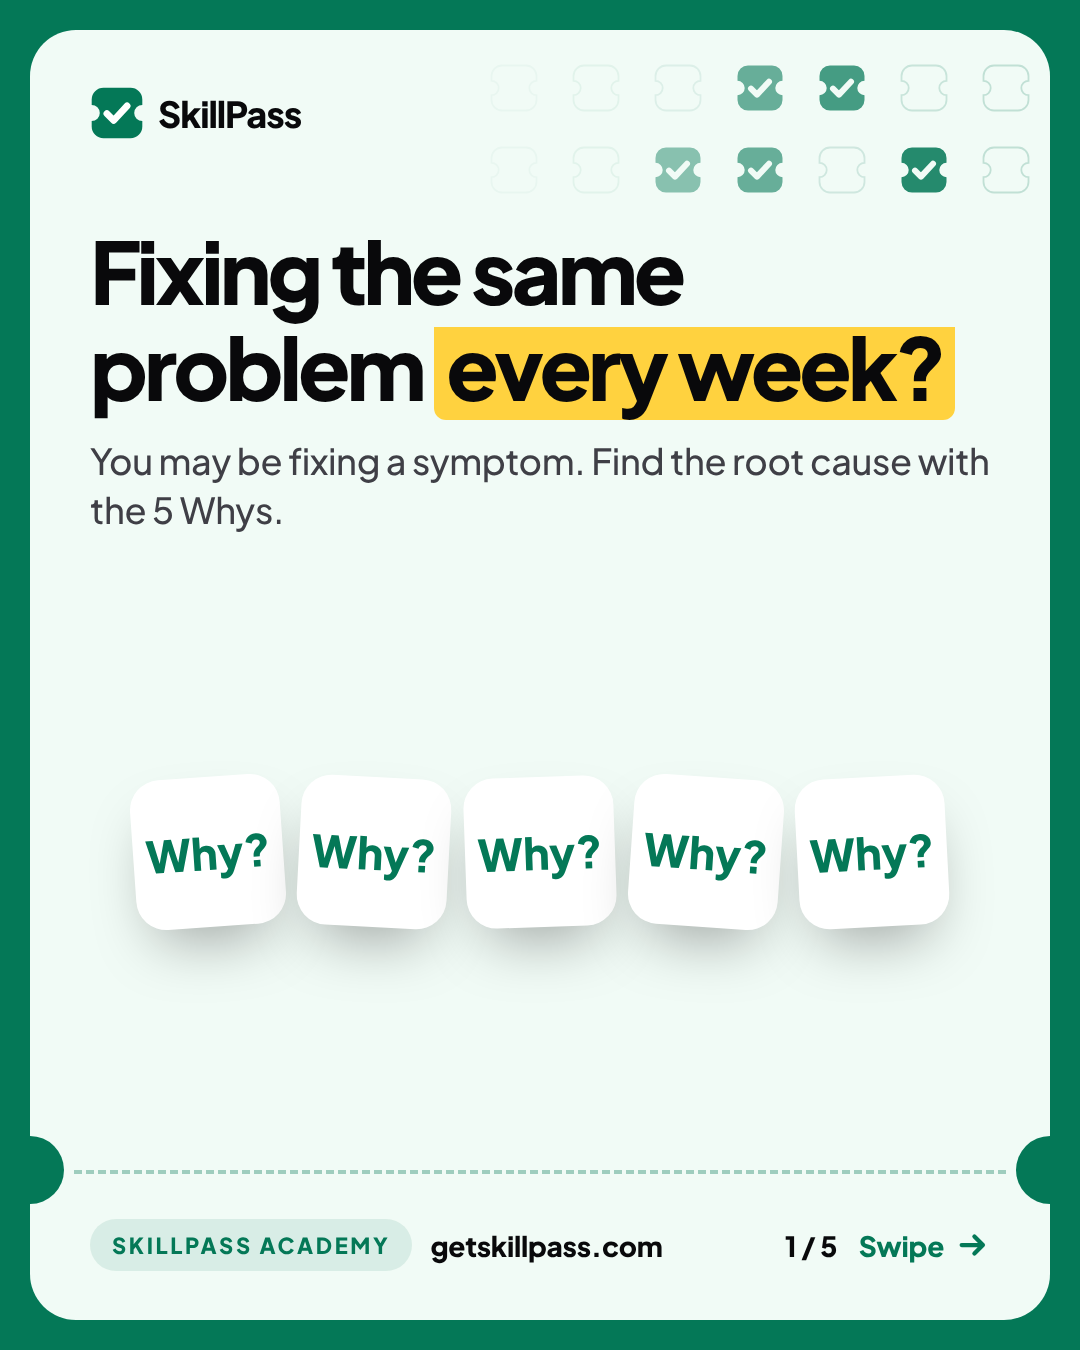 SkillPass
Fixing the same
problem every week?
You may be fixing a symptom. Find the root cause with
the 5 Whys.
Why? Why? Why? Why? Why?
SKILLPASS ACADEMY getskillpass.com 1 / 5 Swipe →